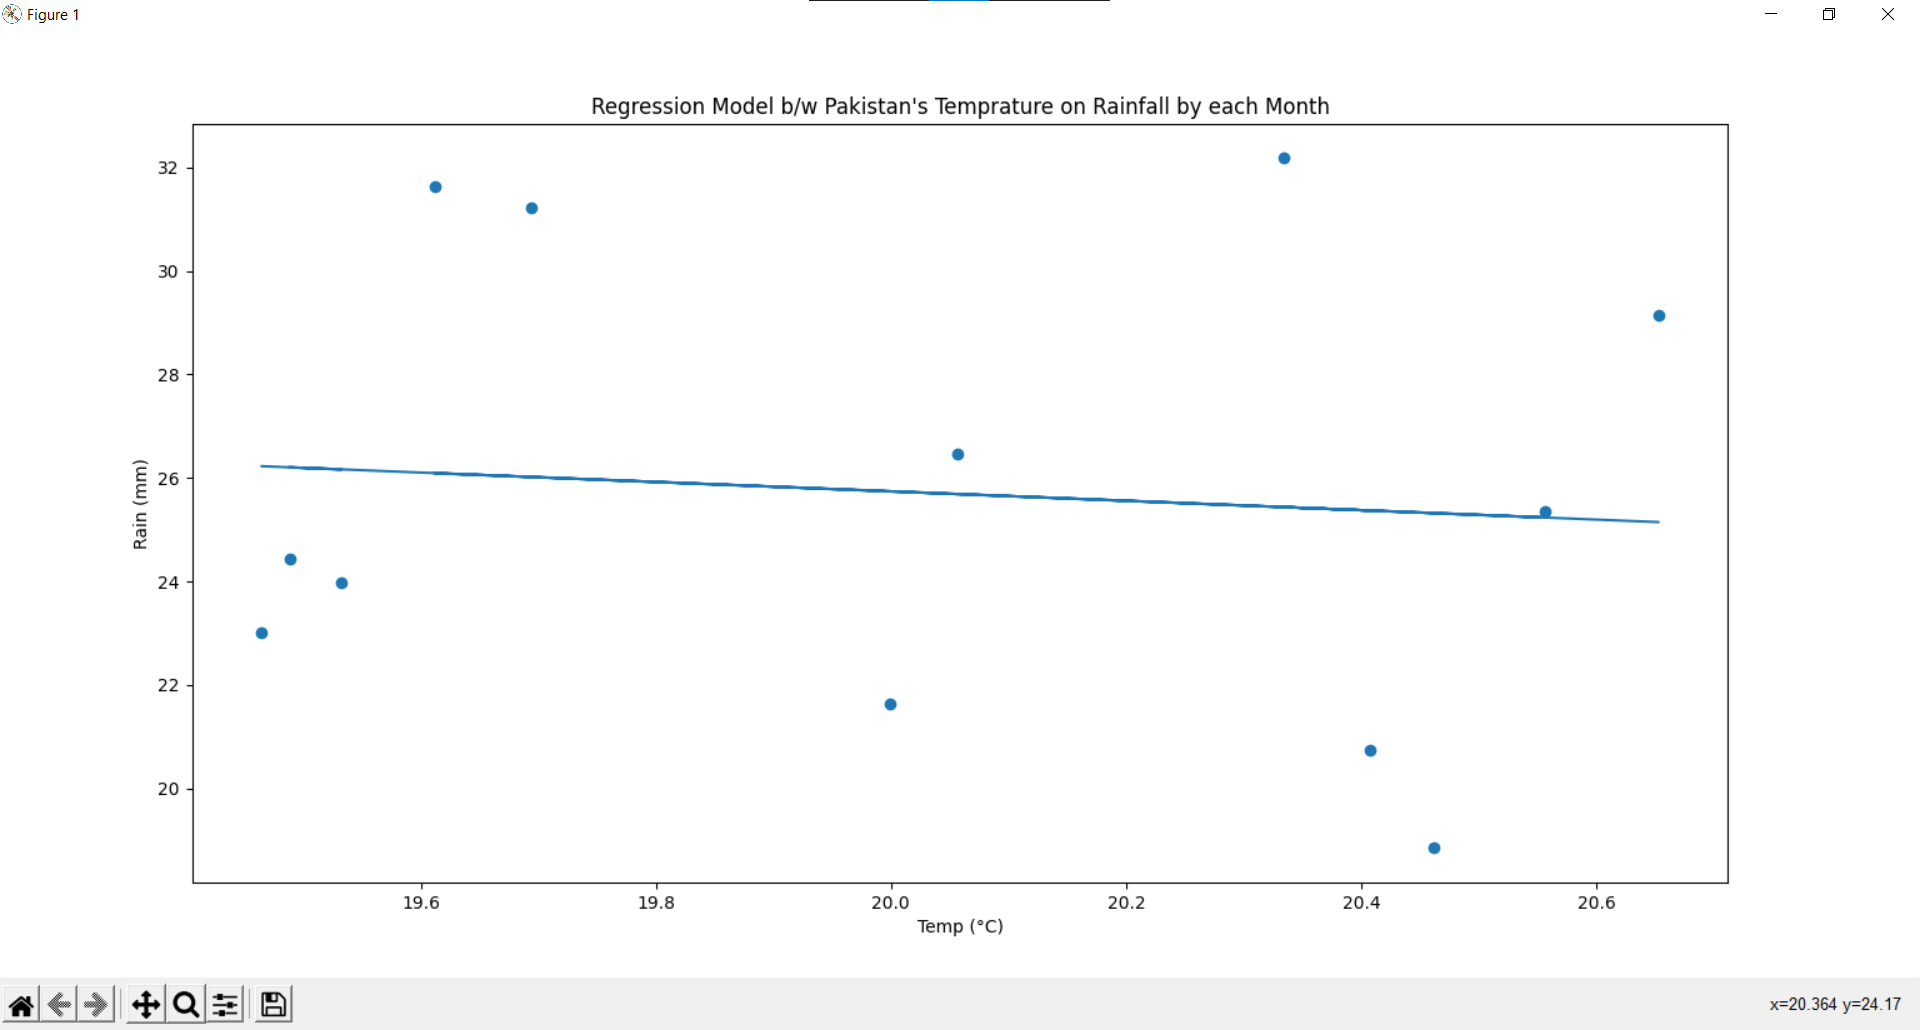 Figure 1
Regression Model b/w Pakistan's Temprature on Rainfall by each Month
32
30
28
26
24
22
20
Rain (mm)
19.6 19.8 20.0 20.2 20.4 20.6
Temp (°C)
x=20.364 y=24.17